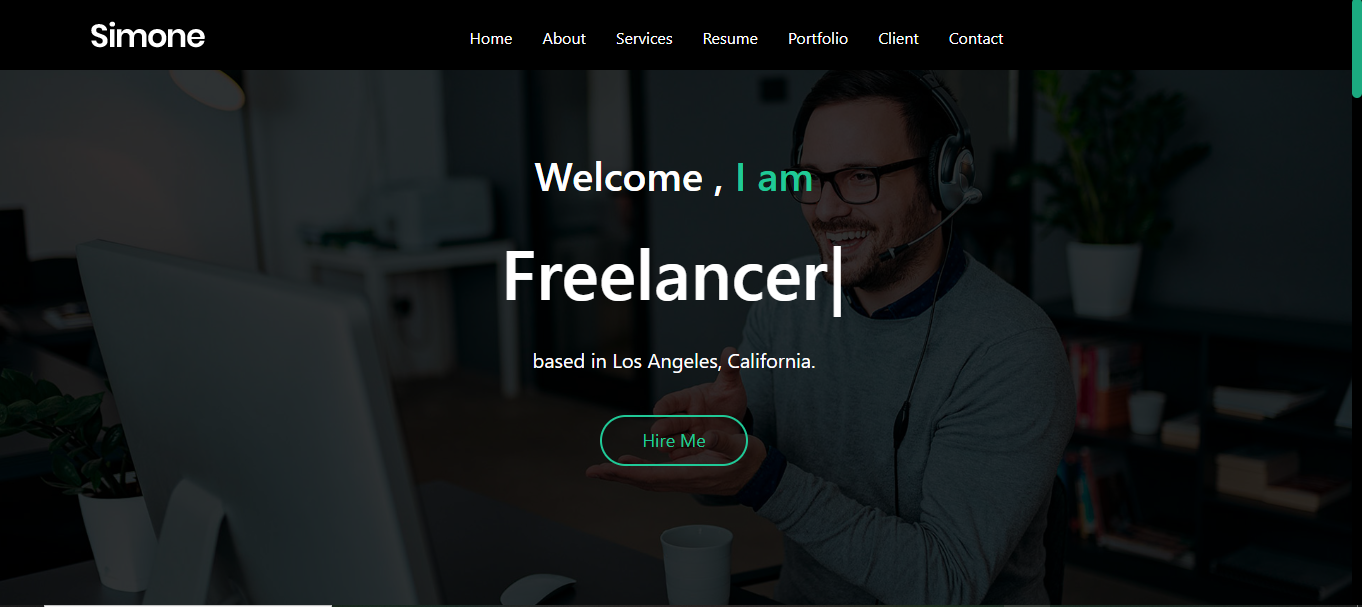 Simone
Home About Services Resume Portfolio Client Contact
Welcome , I am
Freelancer|
based in Los Angeles, California.
Hire Me